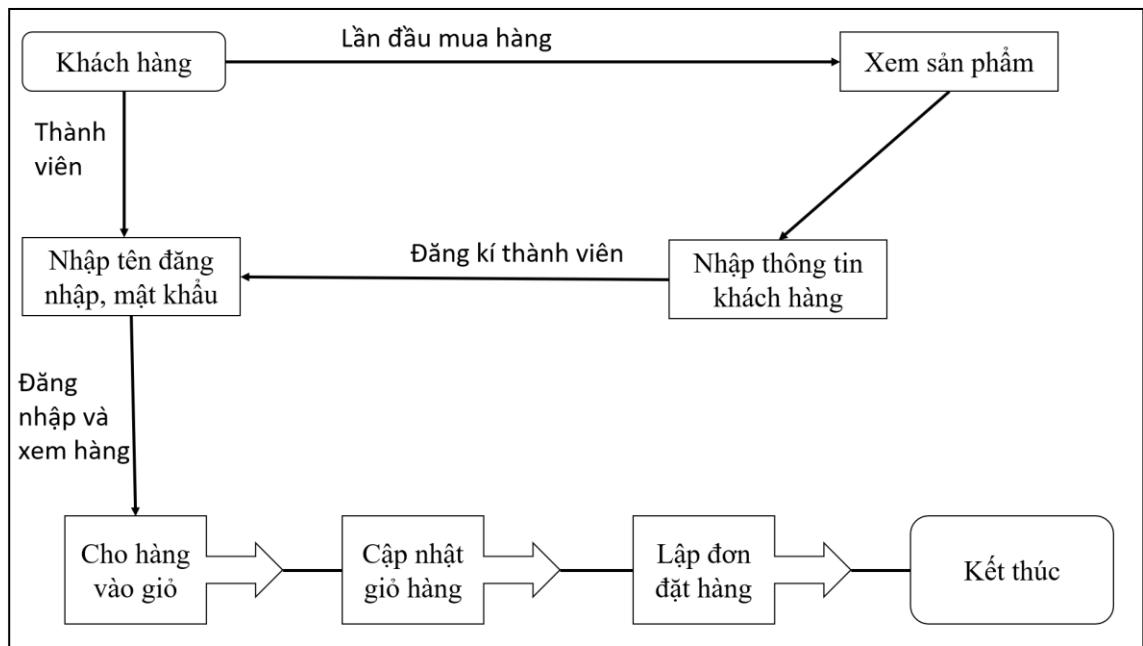 Lần đầu mua hàng
Khách hàng
Xem sản phẩm
Thành
viên
Đăng kí thành viên
Nhập tên đăng
nhập, mật khẩu
Nhập thông tin
khách hàng
Đăng
nhập và
xem hàng
Cho hàng
vào giỏ
Cập nhật
giỏ hàng
Lập đơn
đặt hàng
Kết thúc